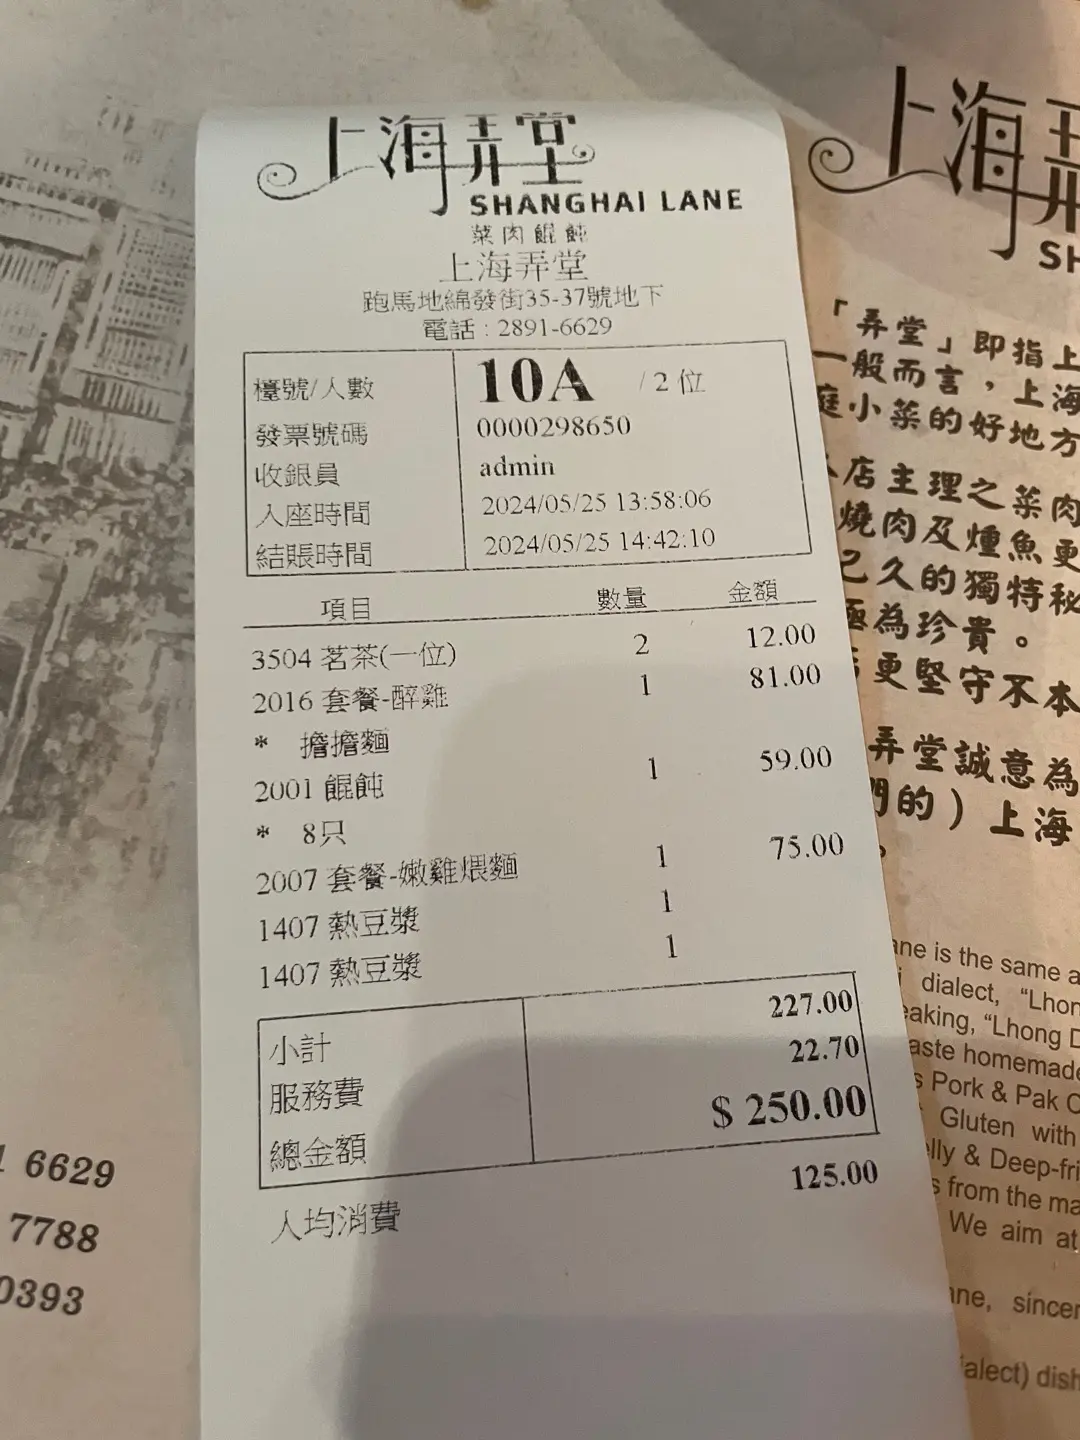 上海弄堂
SHANGHAI LANE
菜肉餛飩
上海弄堂
跑馬地綿發街35-37號地下
電話 : 2891-6629
檯號/人數 10A / 2 位
發票號碼 0000298650
收銀員 admin
入座時間 2024/05/25 13:58:06
結賬時間 2024/05/25 14:42:10
項目 數量 金額
3504 茗茶(一位) 2 12.00
2016 套餐-醉雞 1 81.00
* 擔擔麵
2001 餛飩 1 59.00
* 8只
2007 套餐-嫩雞煨麵 1 75.00
1407 熱豆漿 1
1407 熱豆漿 1
小計 227.00
服務費 22.70
總金額 $ 250.00
人均消費 125.00
上海弄
SH
「弄堂」即指上
一般而言，上海
庭小菜的好地方
店主理之菜肉
燒肉及燻魚更
已久的獨特秘
極為珍貴。
更堅守不本
弄堂誠意為
們的）上海
。
ane is the same a
dialect, “Lhon
eaking, “Lhong D
aste homemade
s Pork & Pak C
Gluten with
elly & Deep-fri
s from the ma
We aim at
ane, sincer
ialect) dish
1 6629
7788
0393